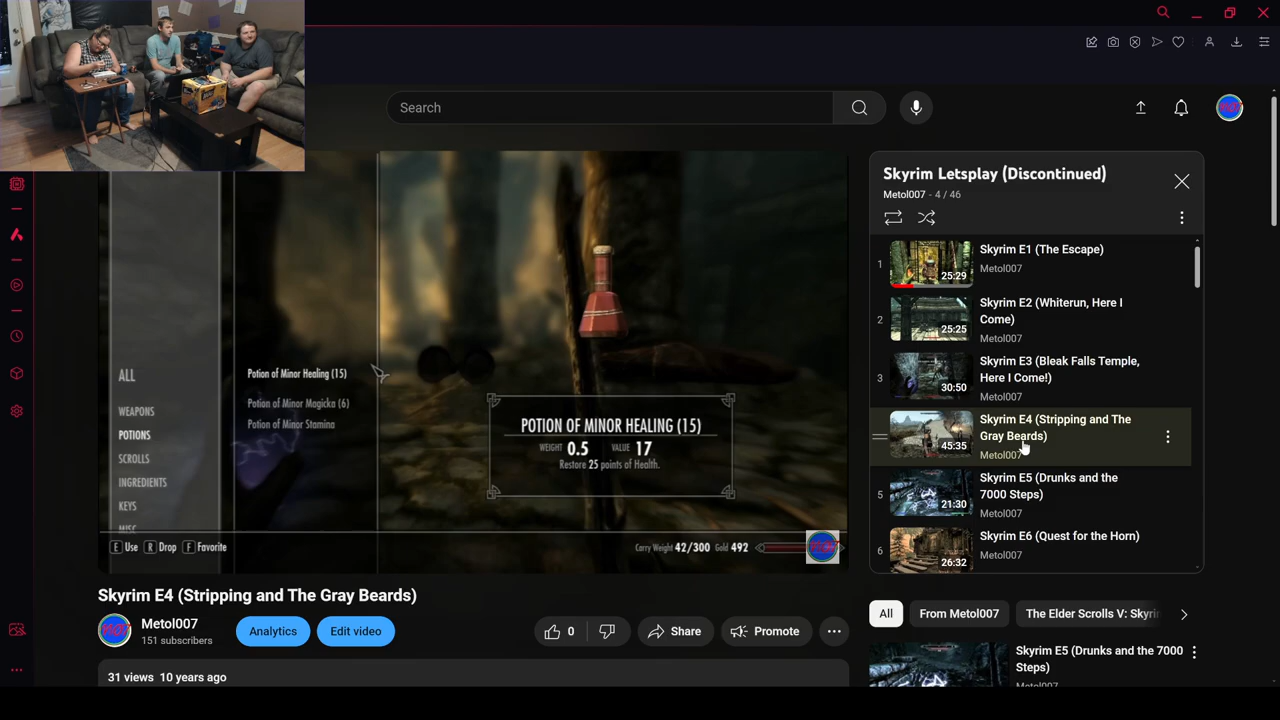 Search
ALL
WEAPONS
POTIONS
SCROLLS
INGREDIENTS
KEYS
MISC
Potion of Minor Healing (15)
Potion of Minor Magicka (6)
Potion of Minor Stamina
POTION OF MINOR HEALING (15)
WEIGHT 0.5 VALUE 17
Restore 25 points of Health.
E Use R Drop F Favorite
Carry Weight 42/300 Gold 492
Skyrim E4 (Stripping and The Gray Beards)
Metol007
151 subscribers
Analytics
Edit video
0
Share
Promote
31 views 10 years ago
Skyrim Letsplay (Discontinued)
Metol007 - 4 / 46
1
25:29
Skyrim E1 (The Escape)
Metol007
2
25:25
Skyrim E2 (Whiterun, Here I
Come)
Metol007
3
30:50
Skyrim E3 (Bleak Falls Temple,
Here I Come!)
Metol007
45:35
Skyrim E4 (Stripping and The
Gray Beards)
Metol007
5
21:30
Skyrim E5 (Drunks and the
7000 Steps)
Metol007
6
26:32
Skyrim E6 (Quest for the Horn)
Metol007
All
From Metol007
The Elder Scrolls V: Skyrim
Skyrim E5 (Drunks and the 7000
Steps)
Metol007